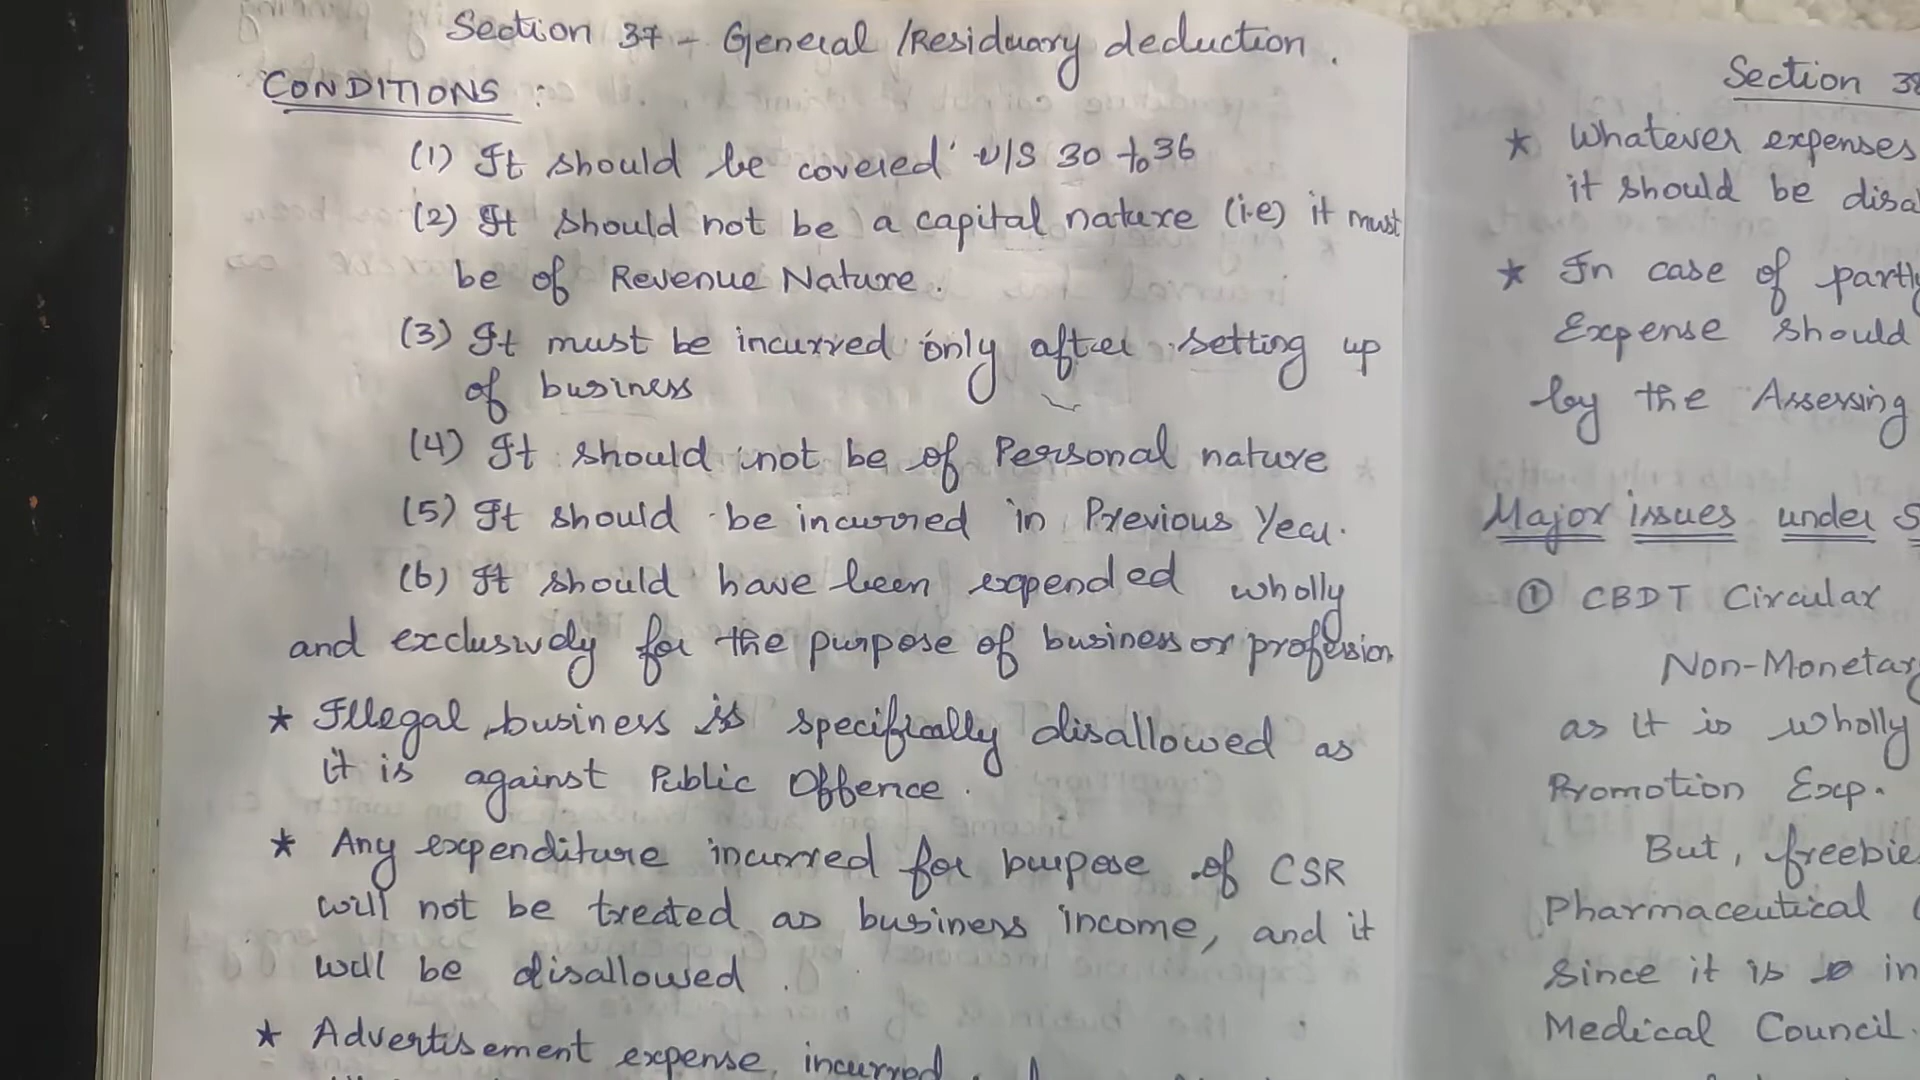 Section 37 - General /Residuary deduction.
CONDITIONS :
(1) It should be covered U/S 30 to 36
(2) It should not be a capital nature (i.e) it must
be of Revenue Nature.
(3) It must be incurred only after setting up
of business
(4) It should not be of Personal nature
(5) It should be incurred in Previous Year.
(6) It should have been expended wholly
and exclusively for the purpose of business or profession
* Illegal business is specifically disallowed as
it is against Public Offence.
* Any expenditure incurred for purpose of CSR
will not be treated as business income, and it
will be disallowed.
* Advertisement expense incurred
Section 38
* Whatever expenses
it should be disa
* In case of partly
Expense should
by the Assessing
Major issues under S
① CBDT Circular
Non-Monetary
as it is wholly
Promotion Exp.
But, freebie
Pharmaceutical
Since it is in
Medical Council.